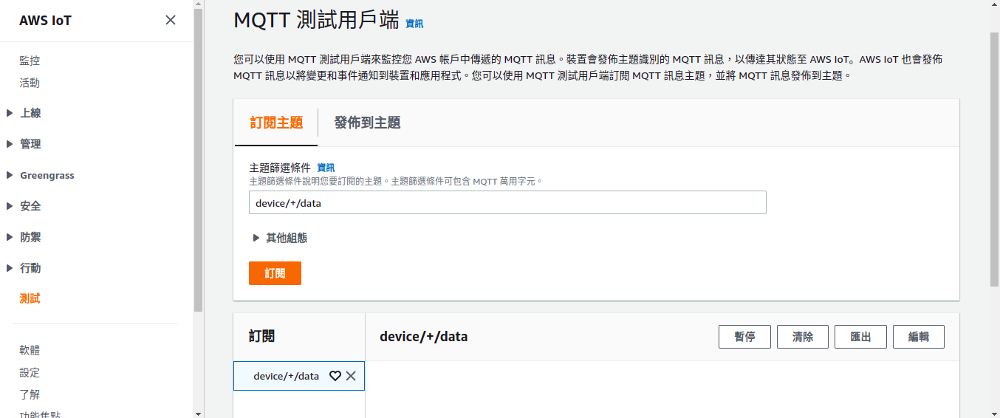 AWS IoT
監控
活動
上線
管理
Greengrass
安全
防禦
行動
測試
軟體
設定
了解
功能焦點
MQTT 測試用戶端 資訊
您可以使用 MQTT 測試用戶端來監控您 AWS 帳戶中傳遞的 MQTT 訊息。裝置會發佈主題識別的 MQTT 訊息，以傳達其狀態至 AWS IoT。AWS IoT 也會發佈
MQTT 訊息以將變更和事件通知到裝置和應用程式。您可以使用 MQTT 測試用戶端訂閱 MQTT 訊息主題，並將 MQTT 訊息發佈到主題。
訂閱主題 發佈到主題
主題篩選條件 資訊
主題篩選條件說明您要訂閱的主題。主題篩選條件可包含 MQTT 萬用字元。
device/+/data
其他組態
訂閱
訂閱
device/+/data
device/+/data 暫停 清除 匯出 編輯